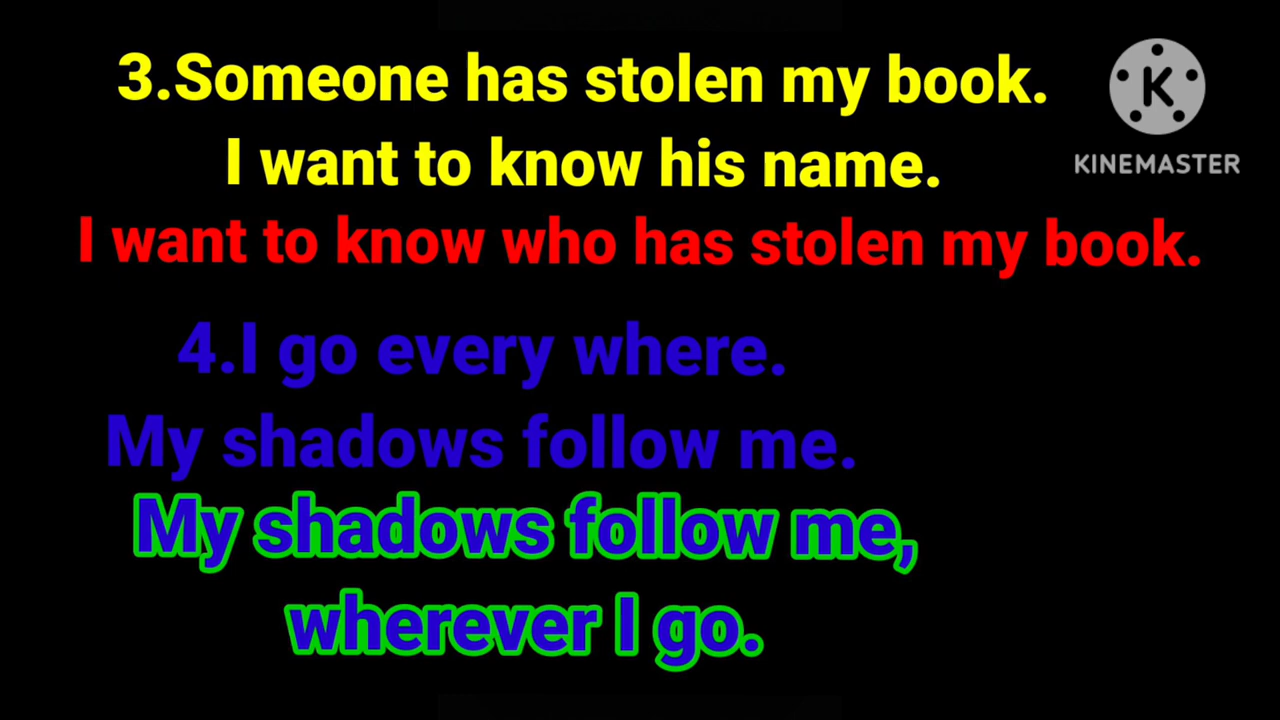 3.Someone has stolen my book.
K
KINEMASTER
I want to know his name.
I want to know who has stolen my book.
4.I go every where.
My shadows follow me.
My shadows follow me,
wherever I go.